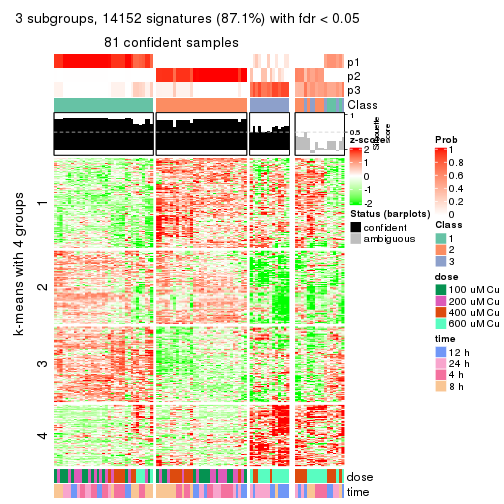 3 subgroups, 14152 signatures (87.1%) with fdr < 0.05
81 confident samples
p1
p2
p3
Class
1
0.5
0
Silhouette
score
k-means with 4 groups
1
2
3
4
dose
time
z-score
2
1
0
-1
-2
Status (barplots)
confident
ambiguous
Prob
1
0.8
0.6
0.4
0.2
0
Class
1
2
3
dose
100 uM Cu
200 uM Cu
400 uM Cu
600 uM Cu
time
12 h
24 h
4 h
8 h